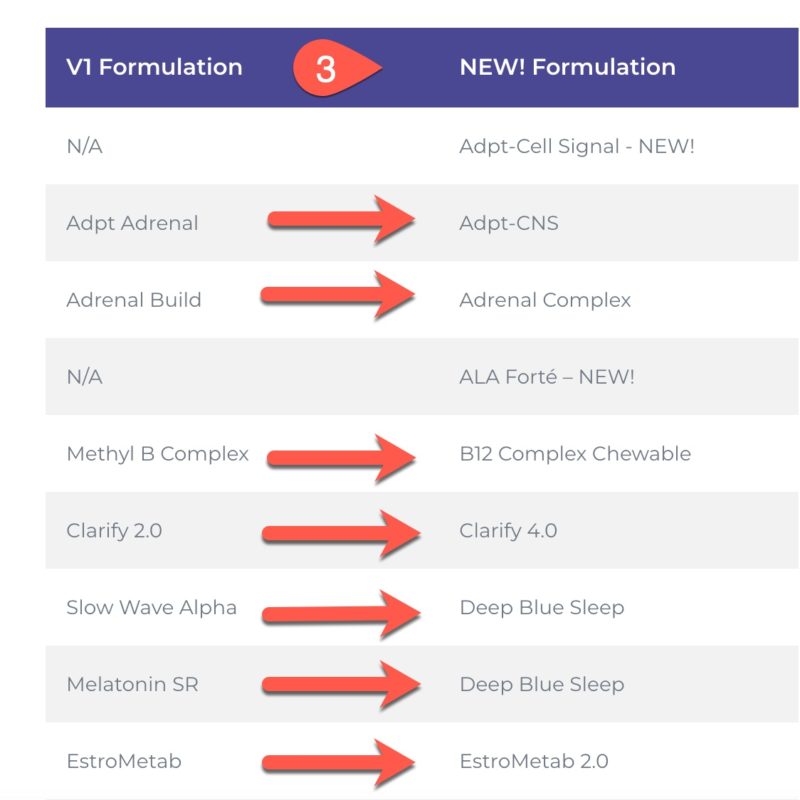 V1 Formulation 3 NEW! Formulation
N/A Adpt-Cell Signal - NEW!
Adpt Adrenal Adpt-CNS
Adrenal Build Adrenal Complex
N/A ALA Forté – NEW!
Methyl B Complex B12 Complex Chewable
Clarify 2.0 Clarify 4.0
Slow Wave Alpha Deep Blue Sleep
Melatonin SR Deep Blue Sleep
EstroMetab EstroMetab 2.0